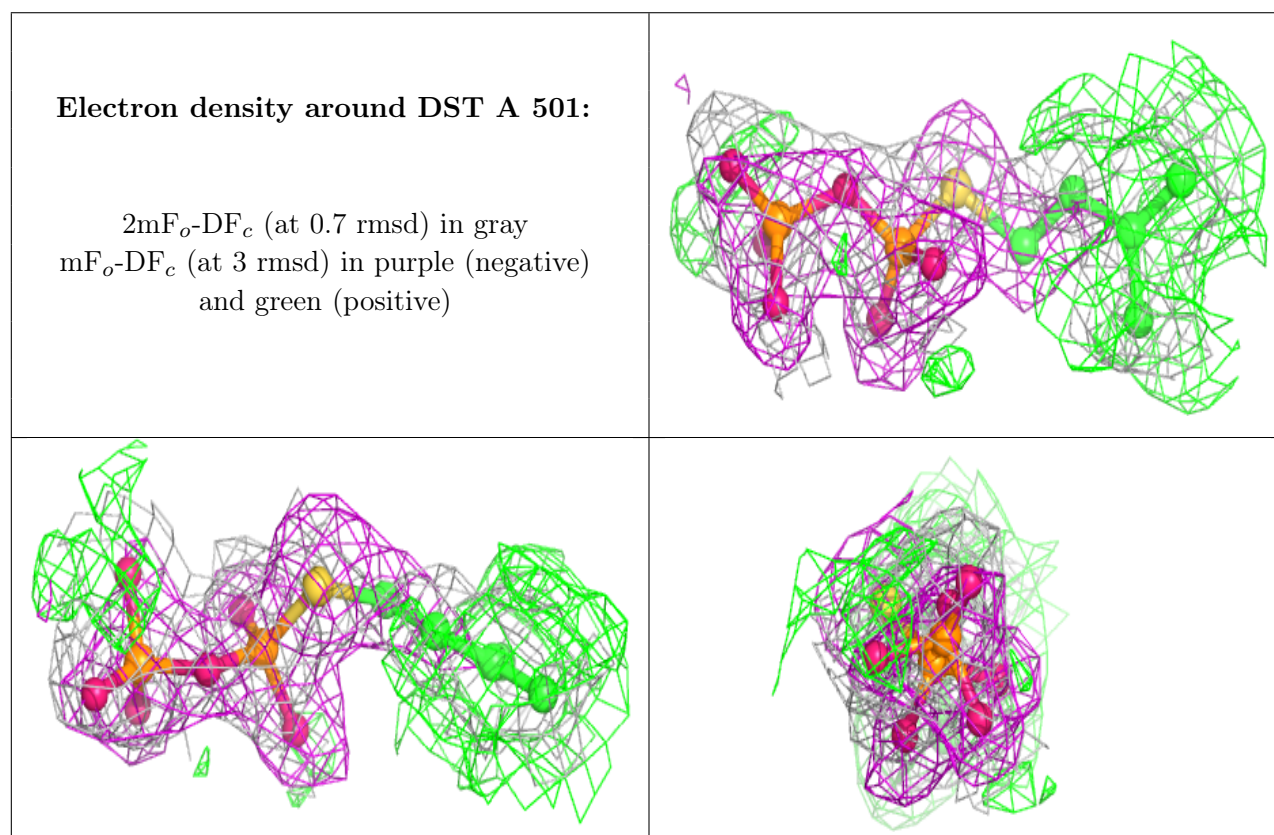 Electron density around DST A 501:
2mFo-DFc (at 0.7 rmsd) in gray
mFo-DFc (at 3 rmsd) in purple (negative)
and green (positive)